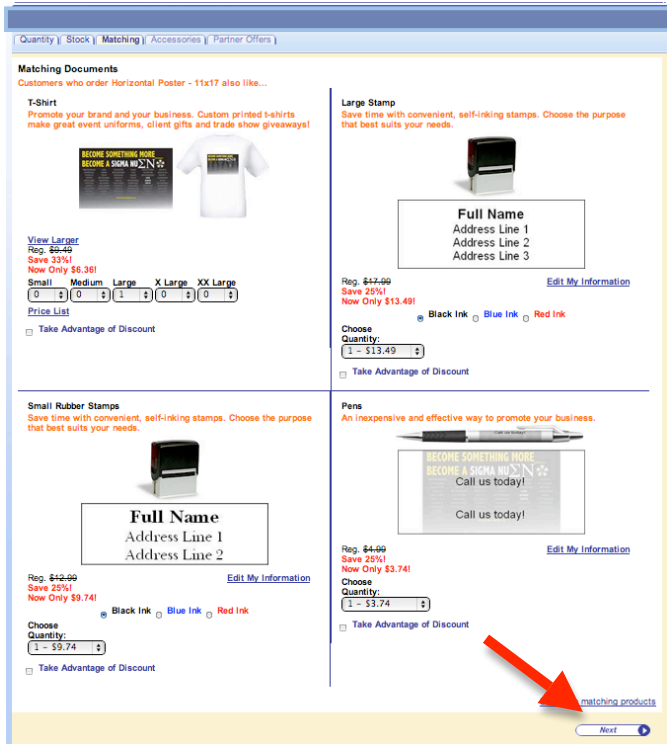 Quantity | Stock | Matching | Accessories | Partner Offers
Matching Documents
Customers who order Horizontal Poster - 11x17 also like...
T-Shirt
Promote your brand and your business. Custom printed t-shirts
make great event uniforms, client gifts and trade show giveaways!
BECOME SOMETHING MORE
BECOME A SIGMA NU ΣN
View Larger
Reg. $9.49
Save 33%!
Now Only $6.36!
Small Medium Large X Large XX Large
0 0 1 0 0
Price List
Take Advantage of Discount
Large Stamp
Save time with convenient, self-inking stamps. Choose the purpose
that best suits your needs.
Full Name
Address Line 1
Address Line 2
Address Line 3
Reg. $17.99 Edit My Information
Save 25%!
Now Only $13.49!
Black Ink Blue Ink Red Ink
Choose
Quantity:
1 - $13.49
Take Advantage of Discount
Small Rubber Stamps
Save time with convenient, self-inking stamps. Choose the purpose
that best suits your needs.
Full Name
Address Line 1
Address Line 2
Reg. $12.99 Edit My Information
Save 25%!
Now Only $9.74!
Black Ink Blue Ink Red Ink
Choose
Quantity:
1 - $9.74
Take Advantage of Discount
Pens
An inexpensive and effective way to promote your business.
Call us today!
BECOME SOMETHING MORE
BECOME A SIGMA NU ΣN
Call us today!
Call us today!
Reg. $4.99 Edit My Information
Save 25%!
Now Only $3.74!
Choose
Quantity:
1 - $3.74
Take Advantage of Discount
matching products
Next